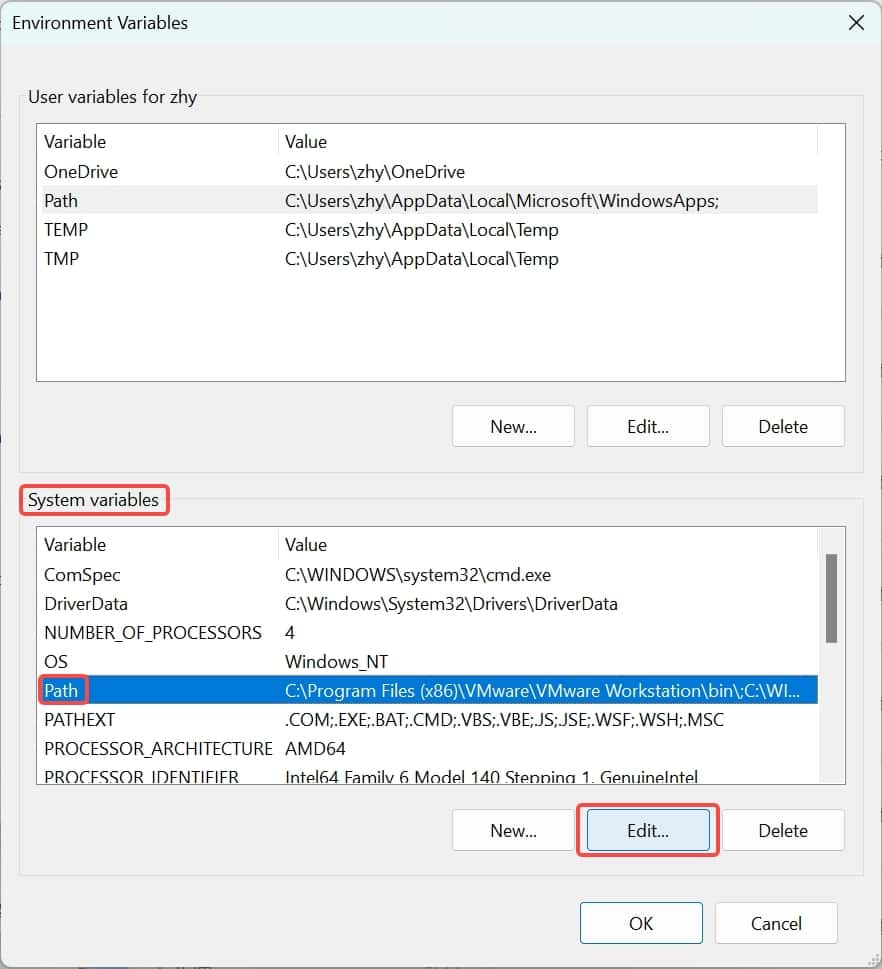 Environment Variables
User variables for zhy
Variable Value
OneDrive C:\Users\zhy\OneDrive
Path C:\Users\zhy\AppData\Local\Microsoft\WindowsApps;
TEMP C:\Users\zhy\AppData\Local\Temp
TMP C:\Users\zhy\AppData\Local\Temp
New... Edit... Delete
System variables
Variable Value
ComSpec C:\WINDOWS\system32\cmd.exe
DriverData C:\Windows\System32\Drivers\DriverData
NUMBER_OF_PROCESSORS 4
OS Windows_NT
Path C:\Program Files (x86)\VMware\VMware Workstation\bin\;C:\WI...
PATHEXT .COM;.EXE;.BAT;.CMD;.VBS;.VBE;.JS;.JSE;.WSF;.WSH;.MSC
PROCESSOR_ARCHITECTURE AMD64
PROCESSOR_IDENTIFIER Intel64 Family 6 Model 140 Stepping 1, GenuineIntel
New... Edit... Delete
OK Cancel